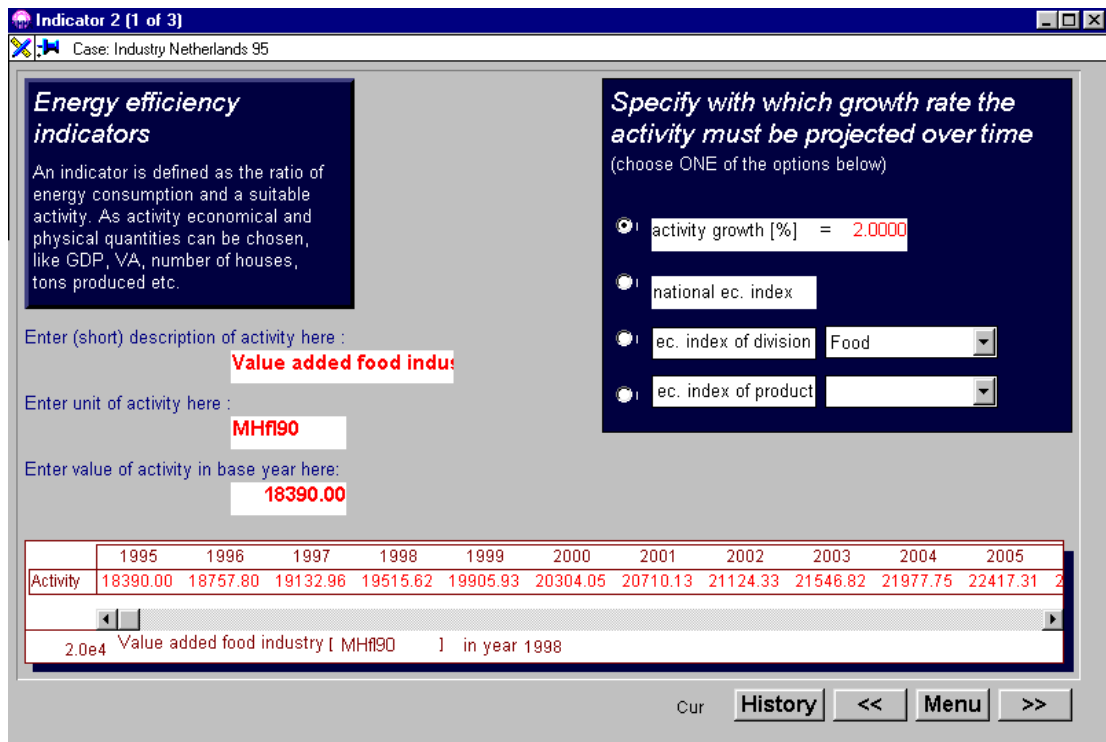 Indicator 2 (1 of 3)
Case: Industry Netherlands 95
Energy efficiency
indicators
An indicator is defined as the ratio of
energy consumption and a suitable
activity. As activity economical and
physical quantities can be chosen,
like GDP, VA, number of houses,
tons produced etc.
Enter (short) description of activity here :
Value added food indus
Enter unit of activity here :
MHfl90
Enter value of activity in base year here:
18390.00
Specify with which growth rate the
activity must be projected over time
(choose ONE of the options below)
activity growth [%] = 2.0000
national ec. index
ec. index of division Food
ec. index of product
1995 1996 1997 1998 1999 2000 2001 2002 2003 2004 2005
Activity 18390.00 18757.80 19132.96 19515.62 19905.93 20304.05 20710.13 21124.33 21546.82 21977.75 22417.31 2
2.0e4 Value added food industry [ MHfl90 ] in year 1998
Cur History << Menu >>